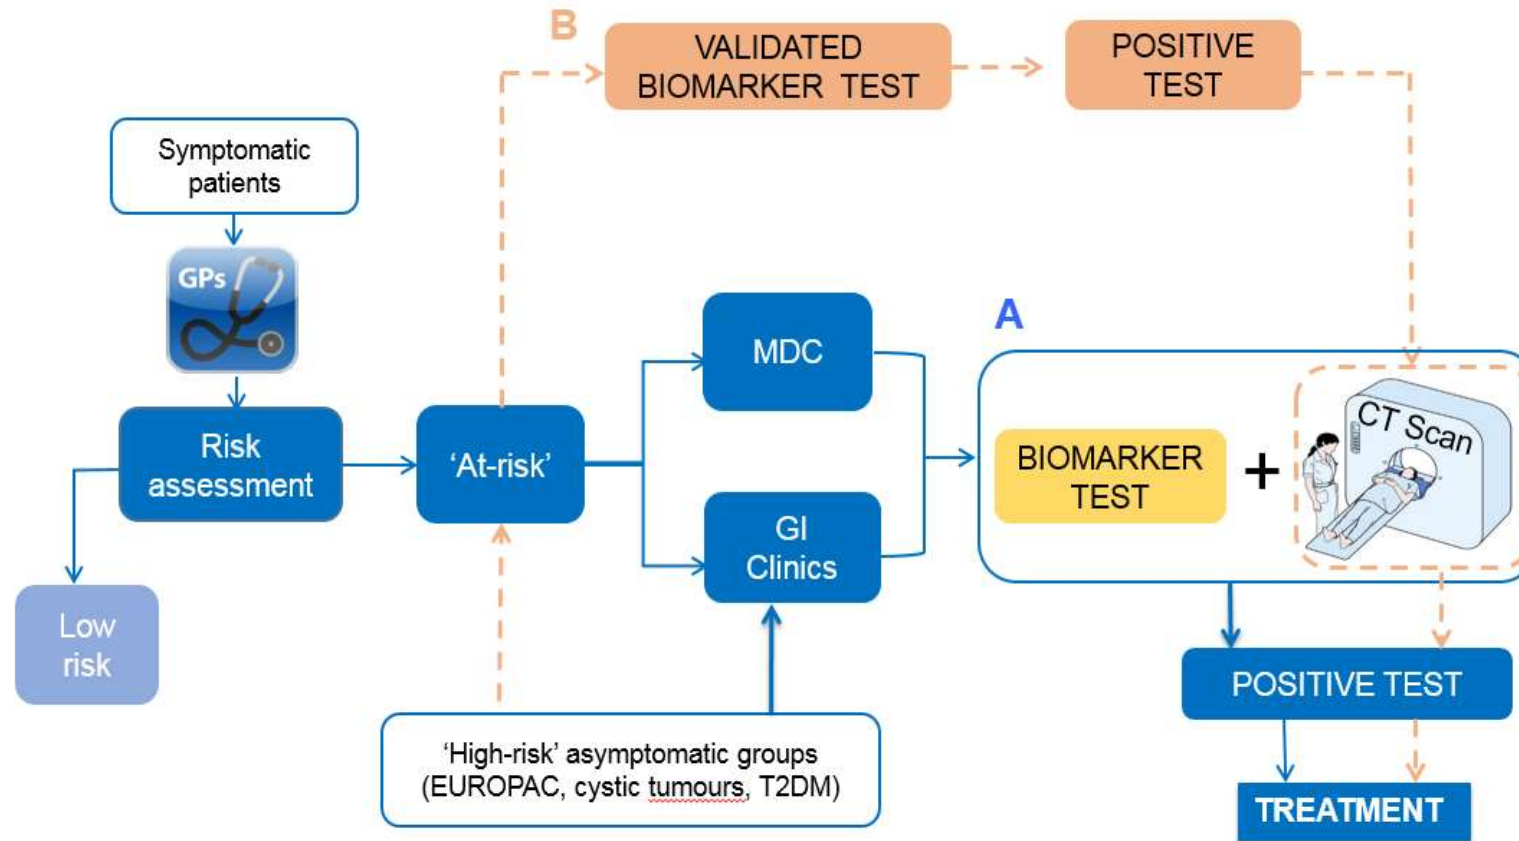 B
VALIDATED
BIOMARKER TEST
POSITIVE
TEST
Symptomatic
patients
GPs
Risk
assessment
Low
risk
‘At-risk’
MDC
GI
Clinics
‘High-risk’ asymptomatic groups
(EUROPAC, cystic tumours, T2DM)
A
BIOMARKER
TEST
+
CT Scan
POSITIVE TEST
TREATMENT